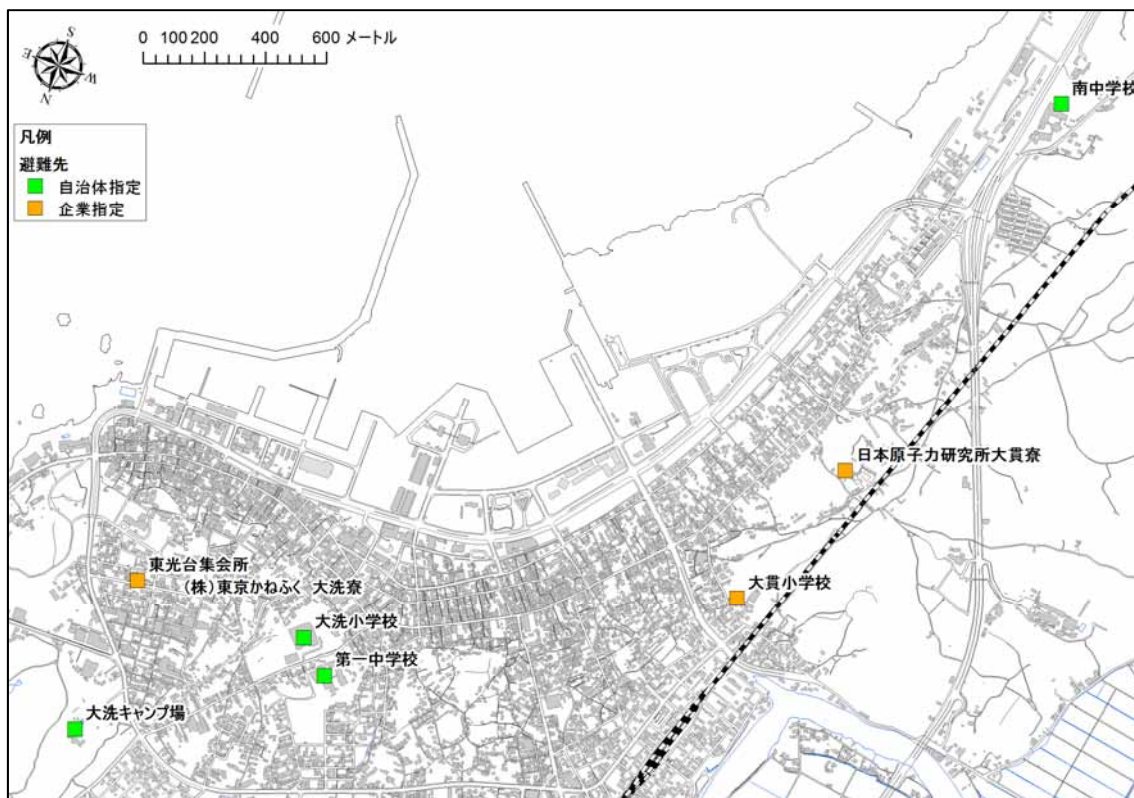 S
E
W
N
0 100 200 400 600 メートル
凡例
避難先
自治体指定
企業指定
南中学校
日本原子力研究所大貫寮
東光台集会所
(株)東京かねふく 大洗寮
大貫小学校
大洗小学校
第一中学校
大洗キャンプ場